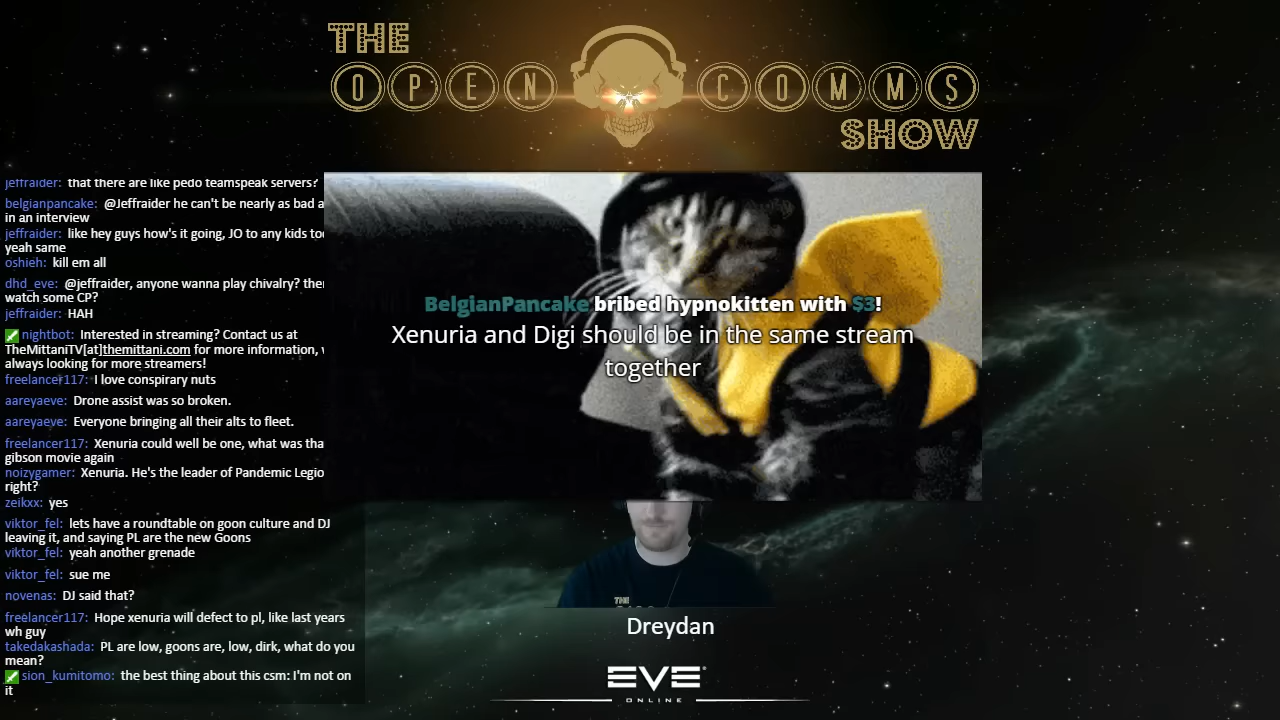 THE
OPEN COMMS
SHOW
jeffraider: that there are like pedo teamspeak servers?
belgianpancake: @Jeffraider he can't be nearly as bad a
in an interview
jeffraider: like hey guys how's it going, JO to any kids
yeah same
oshieh: kill em all
dhd_eve: @jeffraider, anyone wanna play chivalry?
watch some CP?
jeffraider: HAH
nightbot: Interested in streaming? Contact us at
TheMittaniTV[at]themittani.com for more information,
always looking for more streamers!
freelancer117: I love conspirary nuts
aareyaeve: Drone assist was so broken.
aareyaeve: Everyone bringing all their alts to fleet.
freelancer117: Xenuria could well be one, what was tha
gibson movie again
noizygamer: Xenuria. He's the leader of Pandemic Legio
right?
zeikxx: yes
viktor_fel: lets have a roundtable on goon culture and DJ
leaving it, and saying PL are the new Goons
viktor_fel: yeah another grenade
viktor_fel: sue me
novenas: DJ said that?
freelancer117: Hope xenuria will defect to pl, like last years
wh guy
takedakashada: PL are low, goons are, low, dirk, what do you
mean?
sion_kumitomo: the best thing about this csm: I'm not on
it
BelgianPancake bribed hypnokitten with $3!
Xenuria and Digi should be in the same stream
together
THE
Dreydan
EVE
ONLINE